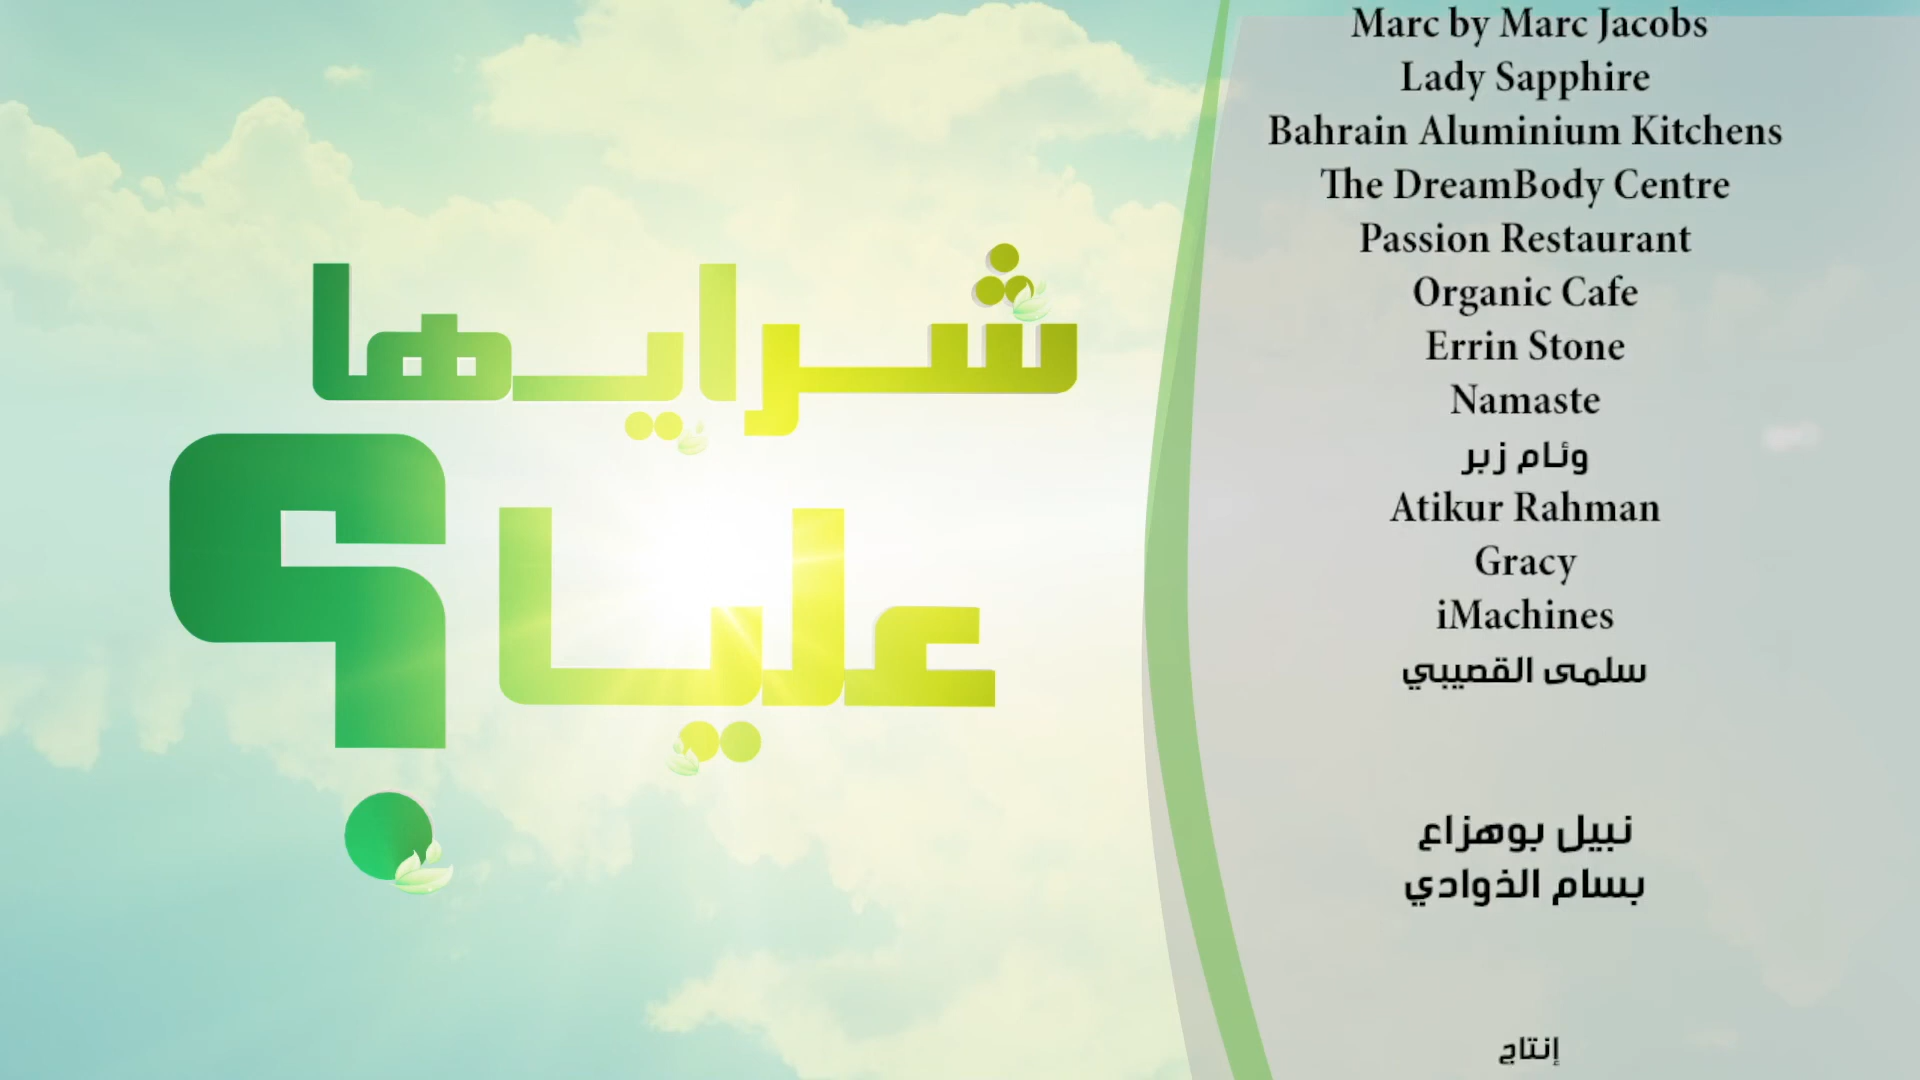 شرايها
عليا؟
Marc by Marc Jacobs
Lady Sapphire
Bahrain Aluminium Kitchens
The DreamBody Centre
Passion Restaurant
Organic Cafe
Errin Stone
Namaste
وئام زبر
Atikur Rahman
Gracy
iMachines
سلمى القصيبي
نبيل بوهزاع
بسام الذوادي
إنتاج